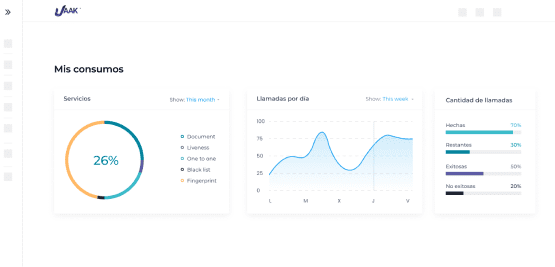 UAAK
Mis consumos
Servicios
Show: This month
26%
Document
Liveness
One to one
Black list
Fingerprint
Llamadas por día
Show: This week
100
75
50
25
0
L M X J V
Cantidad de llamadas
Hechas 70%
Restantes 30%
Exitosas 50%
No exitosas 20%